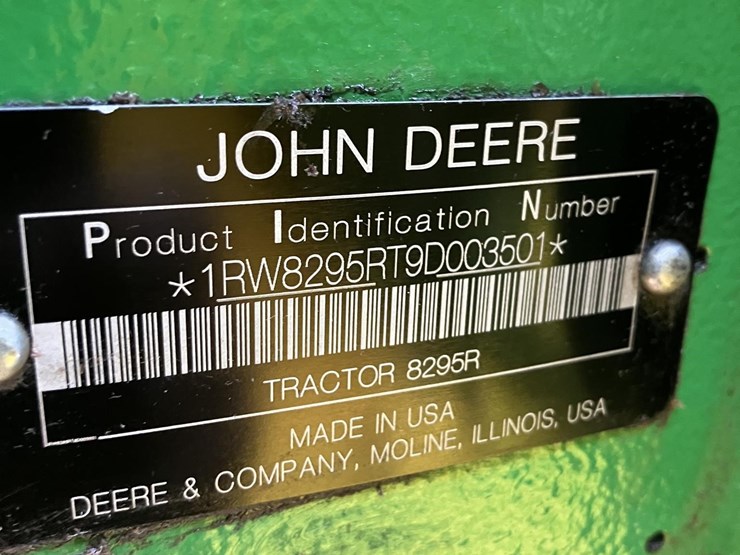 JOHN DEERE
Product Identification Number
*1RW8295RT9D003501*
TRACTOR 8295R
MADE IN USA
DEERE & COMPANY, MOLINE, ILLINOIS, USA